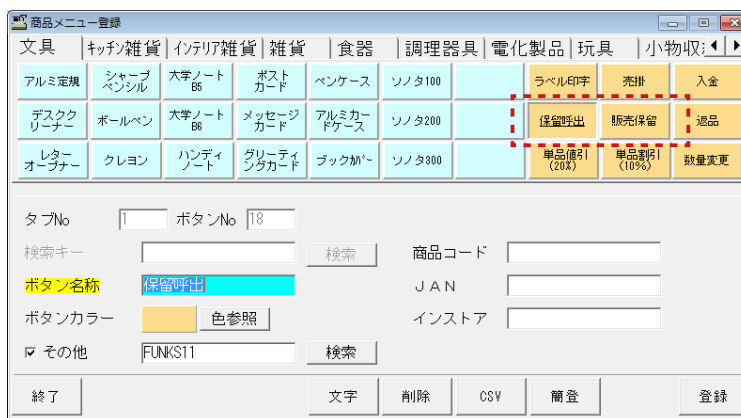 商品メニュー登録
文具 キッチン雑貨 インテリア雑貨 雑貨 食器 調理器具 電化製品 玩具 小物収
アルミ定規 シャープペンシル 大学ノートB5 ポストカード ペンケース ソノタ100 ラベル印字 売掛 入金
デスククリーナー ボールペン 大学ノートB6 メッセージカード アルミカードケース ソノタ200 保留呼出 販売保留 返品
レターオープナー クレヨン ハンディノート グリーティングカード ブックカバー ソノタ300 単品値引(20%) 単品割引(10%) 数量変更
タブNo 1 ボタンNo 18
検索キー 検索 商品コード
ボタン名称 保留呼出 JAN
ボタンカラー 色参照 インストア
その他 FUNKS11 検索
終了 文字 削除 CSV 簡登 登録